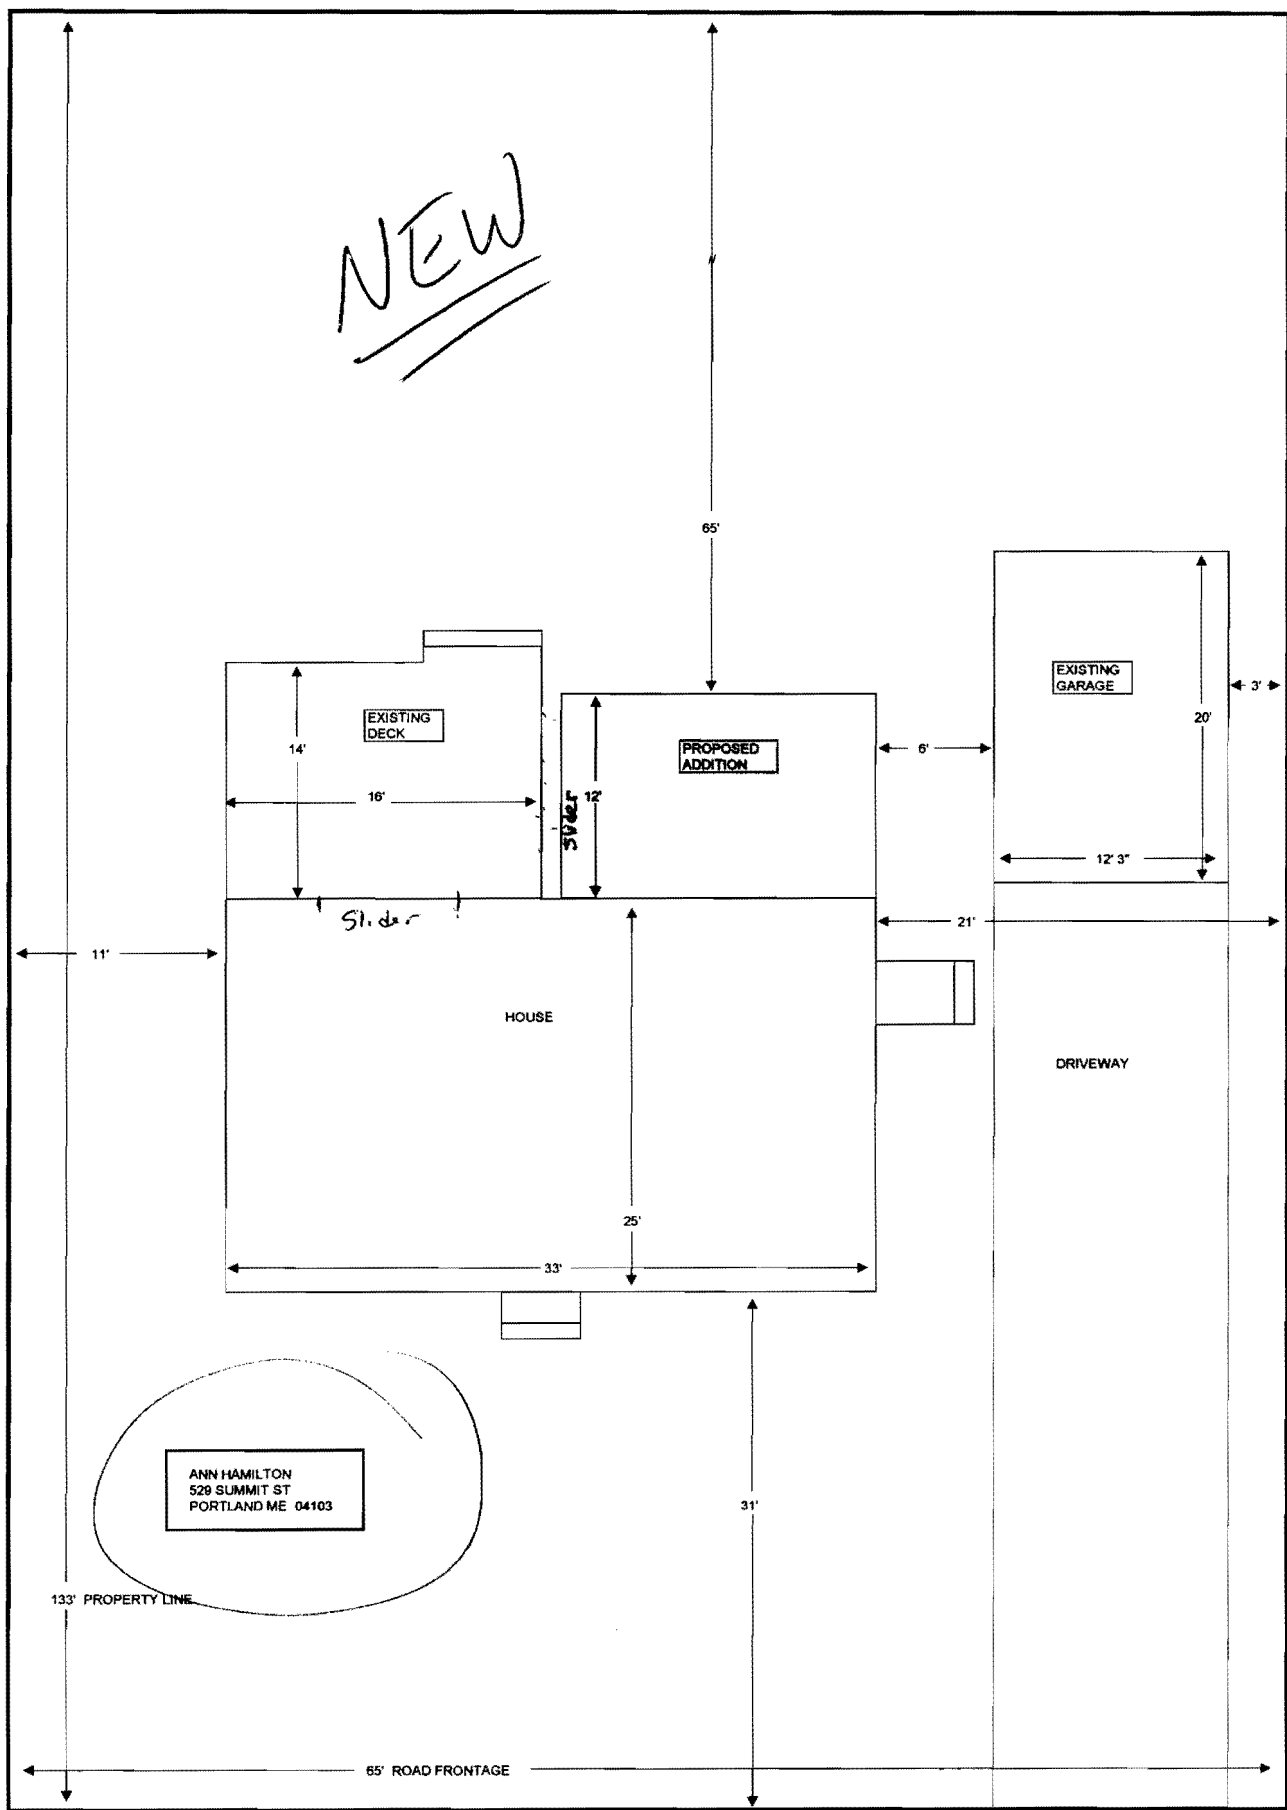 NEW
65'
EXISTING
GARAGE
3'
20'
EXISTING
DECK
14'
16'
PROPOSED
ADDITION
6'
Slider
12'
12' 3"
Slider
21'
11'
HOUSE
DRIVEWAY
25'
33'
ANN HAMILTON
529 SUMMIT ST
PORTLAND ME 04103
31'
133' PROPERTY LINE
65' ROAD FRONTAGE